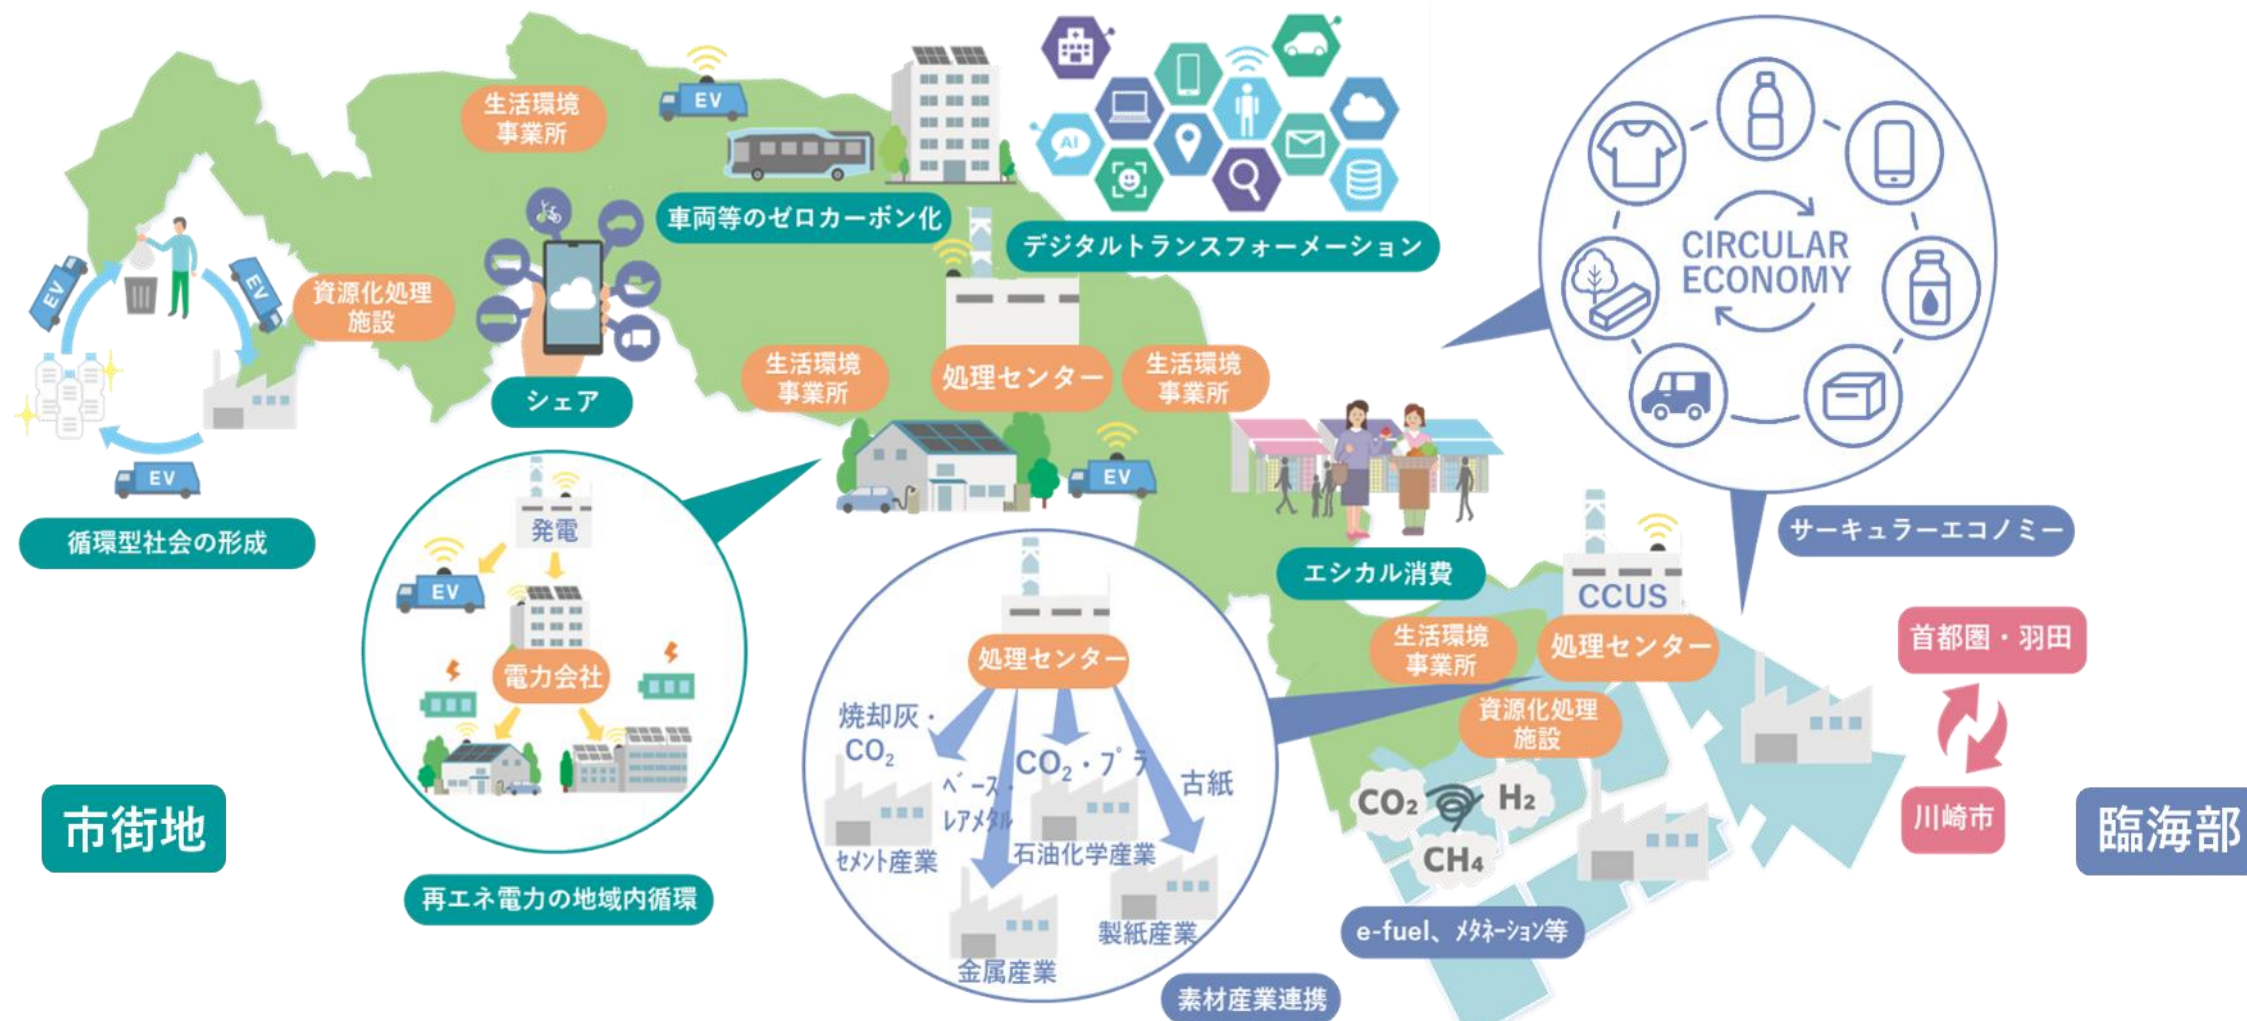 生活環境
事業所
EV
AI
車両等のゼロカーボン化
デジタルトランスフォーメーション
CIRCULAR
ECONOMY
EV
EV
EV
資源化処理
施設
シェア
生活環境
事業所
処理センター
生活環境
事業所
EV
循環型社会の形成
発電
EV
電力会社
再エネ電力の地域内循環
エシカル消費
サーキュラーエコノミー
CCUS
生活環境
事業所
処理センター
資源化処理
施設
首都圏・羽田
川崎市
処理センター
焼却灰・
CO₂
ﾍﾞｰｽ・
ﾚｱﾒﾀﾙ
CO₂・ﾌﾟﾗ
古紙
ｾﾒﾝﾄ産業
石油化学産業
金属産業
製紙産業
CO₂
H₂
CH₄
e-fuel、ﾒﾀﾈｰｼｮﾝ等
素材産業連携
市街地
臨海部